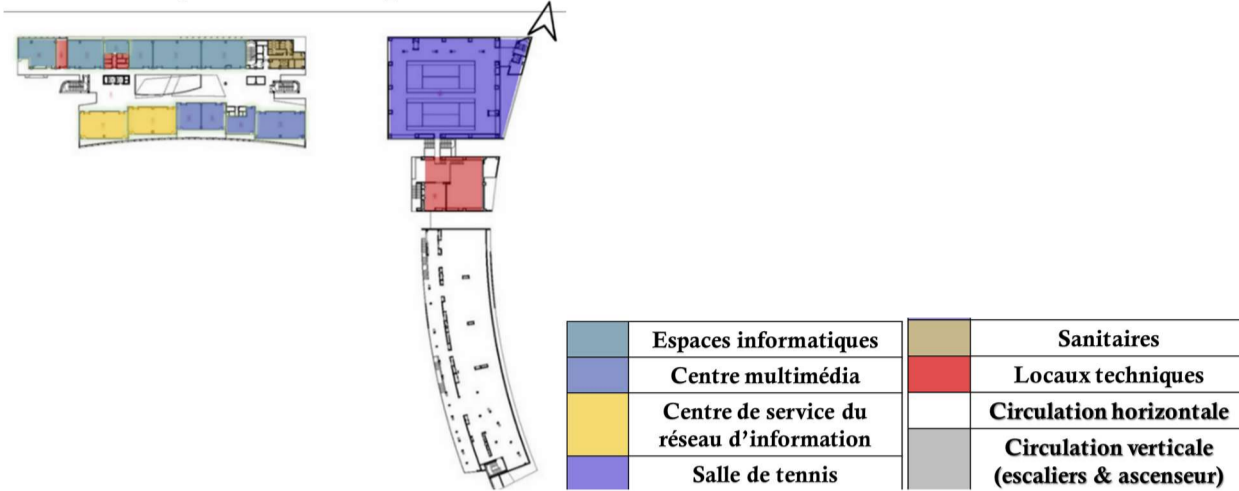 Espaces informatiques
Centre multimédia
Centre de service du
réseau d'information
Salle de tennis
Sanitaires
Locaux techniques
Circulation horizontale
Circulation verticale
(escaliers & ascenseur)